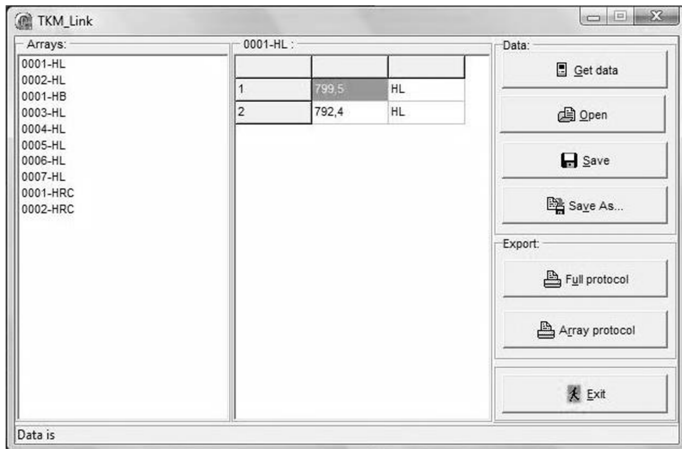 TKM_Link
Arrays:
0001-HL
0002-HL
0001-HB
0003-HL
0004-HL
0005-HL
0006-HL
0007-HL
0001-HRC
0002-HRC
0001-HL :
1 799,5 HL
2 792,4 HL
Data:
Get data
Open
Save
Save As...
Export:
Full protocol
Array protocol
Exit
Data is